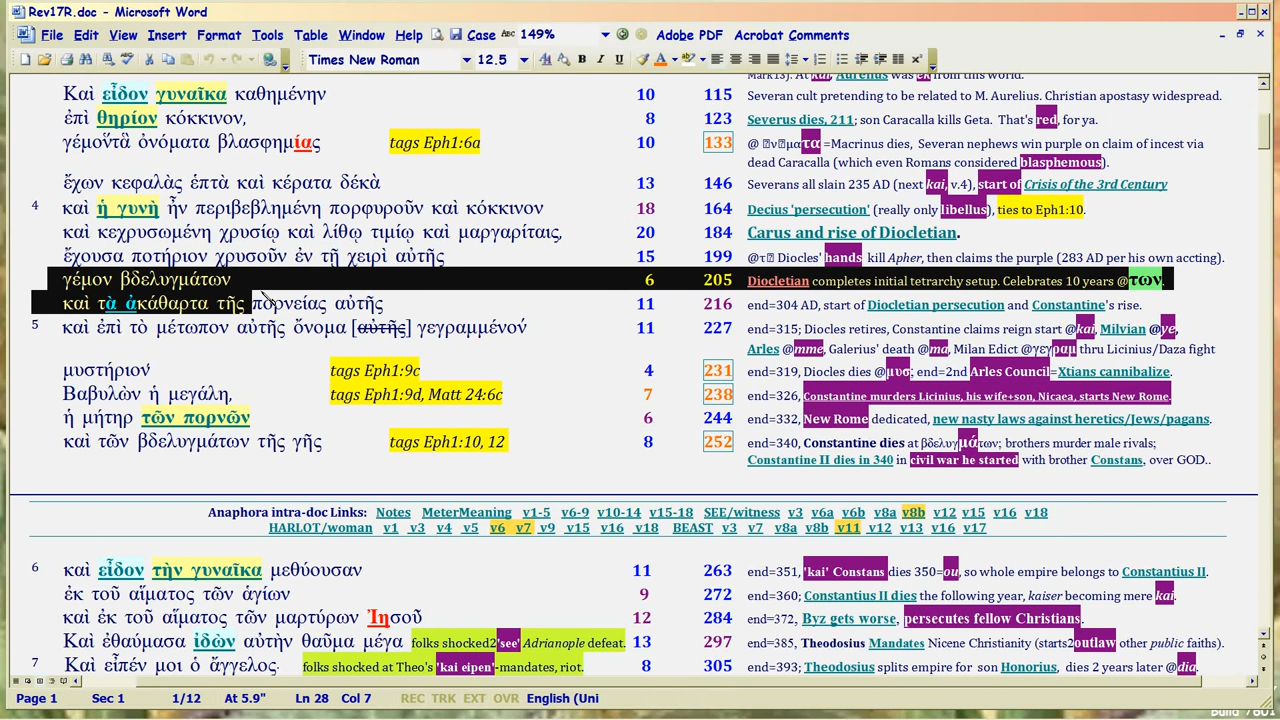 Rev17R.doc - Microsoft Word
File Edit View Insert Format Tools Table Window Help Case 149% Adobe PDF Acrobat Comments
Times New Roman 12.5 B I U
Mark13). At kai, Aurelius was ek from this world.
Καὶ εἶδον γυναῖκα καθημένην 10 115 Severan cult pretending to be related to M. Aurelius. Christian apostasy widespread.
ἐπὶ θηρίον κόκκινον, 8 123 Severus dies, 211; son Caracalla kills Geta. That's red, for ya.
γέμοντὰ ὀνόματα βλασφημίας tags Eph1:6a 10 133 @ ὀνόματα =Macrinus dies, Severan nephews win purple on claim of incest via
dead Caracalla (which even Romans considered blasphemous).
ἔχων κεφαλὰς ἑπτὰ καὶ κέρατα δέκὰ 13 146 Severans all slain 235 AD (next kai, v.4), start of Crisis of the 3rd Century
4 καὶ ἡ γυνὴ ἦν περιβεβλημένη πορφυροῦν καὶ κόκκινον 18 164 Decius 'persecution' (really only libellus), ties to Eph1:10.
καὶ κεχρυσωμένη χρυσίῳ καὶ λίθῳ τιμίῳ καὶ μαργαρίταις, 20 184 Carus and rise of Diocletian.
ἔχουσα ποτήριον χρυσοῦν ἐν τῇ χειρὶ αὐτῆς 15 199 Diocles' hands kill Apher, then claims the purple (283 AD per his own accting).
γέμον βδελυγμάτων 6 205 Diocletian completes initial tetrarchy setup. Celebrates 10 years @των.
καὶ τὰ ἀκάθαρτα τῆς πορνείας αὐτῆς 11 216 end=304 AD, start of Diocletian persecution and Constantine's rise.
5 καὶ ἐπὶ τὸ μέτωπον αὐτῆς ὄνομα [αὐτῆς] γεγραμμένον 11 227 end=315; Diocles retires, Constantine claims reign start @kai, Milvian @ye,
Arles @mme, Galerius' death @ma, Milan Edict @γεγραμ thru Licinius/Daza fight
μυστήριον tags Eph1:9c 4 231 end=319, Diocles dies @μυσ; end=2nd Arles Council=Xtians cannibalize.
Βαβυλὼν ἡ μεγάλη, tags Eph1:9d, Matt 24:6c 7 238 end=326, Constantine murders Licinius, his wife+son, Nicaea, starts New Rome.
ἡ μήτηρ τῶν πορνῶν 6 244 end=332, New Rome dedicated, new nasty laws against heretics/Jews/pagans.
καὶ τῶν βδελυγμάτων τῆς γῆς tags Eph1:10, 12 8 252 end=340, Constantine dies at βδελυγμάτων; brothers murder male rivals;
Constantine II dies in 340 in civil war he started with brother Constans, over GOD..
Anaphora intra-doc Links: Notes MeterMeaning v1-5 v6-9 v10-14 v15-18 SEE/witness v3 v6a v6b v8a v8b v12 v15 v16 v18
HARLOT/woman v1 v3 v4 v5 v6 v7 v9 v15 v16 v18 BEAST v3 v7 v8a v8b v11 v12 v13 v16 v17
6 καὶ εἶδον τὴν γυναῖκα μεθύουσαν 11 263 end=351, 'kai' Constans dies 350=ou, so whole empire belongs to Constantius II.
ἐκ τοῦ αἵματος τῶν ἁγίων 9 272 end=360; Constantius II dies the following year, kaiser becoming mere kai.
καὶ ἐκ τοῦ αἵματος τῶν μαρτύρων Ἰησοῦ 12 284 end=372, Byz gets worse, persecutes fellow Christians.
Καὶ ἐθαύμασα ἰδὼν αὐτὴν θαῦμα μέγα folks shocked2'see' Adrianople defeat. 13 297 end=385, Theodosius Mandates Nicene Christianity (starts2outlaw other public faiths).
7 Καὶ εἶπέν μοι ὁ ἄγγελος· folks shocked at Theo's 'kai eipen'-mandates, riot. 8 305 end=393; Theodosius splits empire for son Honorius, dies 2 years later @dia.
Page 1 Sec 1 1/12 At 5.9" Ln 28 Col 7 REC TRK EXT OVR English (Uni